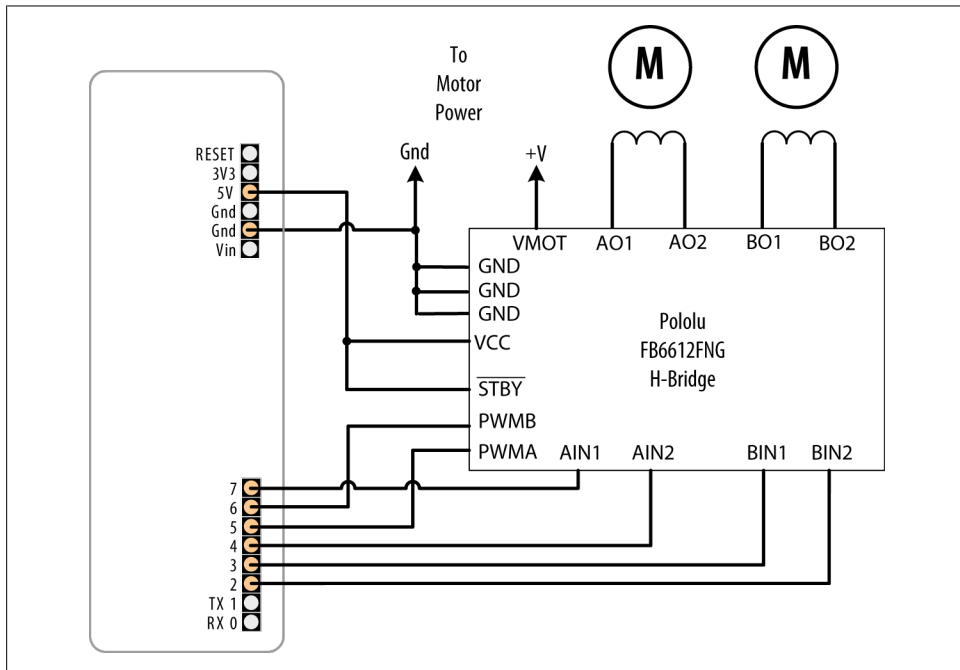 To
Motor
Power
M
M
Gnd
+V
RESET
3V3
5V
Gnd
Gnd
Vin
VMOT
AO1
AO2
BO1
BO2
GND
GND
GND
VCC
STBY
PWMB
PWMA
Pololu
FB6612FNG
H-Bridge
AIN1
AIN2
BIN1
BIN2
7
6
5
4
3
2
TX 1
RX 0